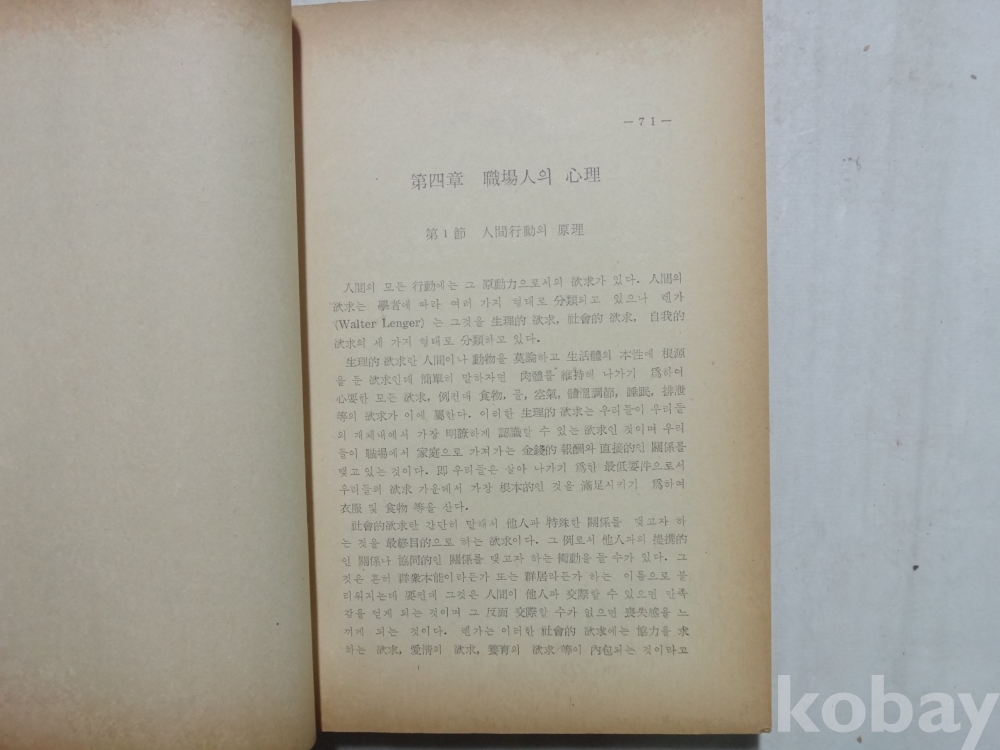 — 7 1 —
第四章 職場人의 心理
第1節 人間行動의 原理
人間의 모든 行動에는 그 原動力으로서의 欲求가 있다. 人間의
欲求는 學者에 따라 여러 가지 형태로 分類되고 있으나 렌가
(Walter Lenger) 는 그것을 生理的 欲求, 社會的 欲求, 自我的
欲求의 세 가지 형태로 分類하고 있다.
生理的 欲求란 人間이나 動物을 莫論하고 生活體의 本性에 根源
을 둔 欲求인데 簡單히 말하자면 肉體를 維持해 나가기 爲하여
必要한 모든 欲求, 例컨대 食物, 물, 空氣, 體溫調節, 睡眠, 排泄
等의 欲求가 이에 屬한다. 이러한 生理的 欲求는 우리들이 우리들
의 개체내에서 가장 明瞭하게 認識할 수 있는 欲求인 것이며 우리
들이 職場에서 家庭으로 가져가는 金錢的 報酬와 直接的인 關係를
맺고 있는 것이다. 即 우리들은 살아 나가기 爲한 最低要件으로서
우리들의 欲求 가운데서 가장 根本的인 것을 滿足시키기 爲하여
衣服 및 食物 等을 산다.
社會的欲求란 간단히 말해서 他人과 特殊한 關係를 맺고자 하
는 것을 最終目的으로 하는 欲求이다. 그 例로서 他人과의 提携的
인 關係나 協同的인 關係를 맺고자 하는 衝動을 들 수가 있다. 그
것은 흔히 群衆本能이라든가 또는 群居라든가 하는 이름으로 불
리워지는데 要컨대 그것은 人間이 他人과 交際할 수 있으면 만족
감을 얻게 되는 것이며 그 反面 交際할 수가 없으면 喪失感을 느
끼게 되는 것이다. 렌가는 이러한 社會的 欲求에는 協力를 求
하는 欲求, 愛情의 欲求, 養育의 欲求 等이 內包되는 것이라고
kobay